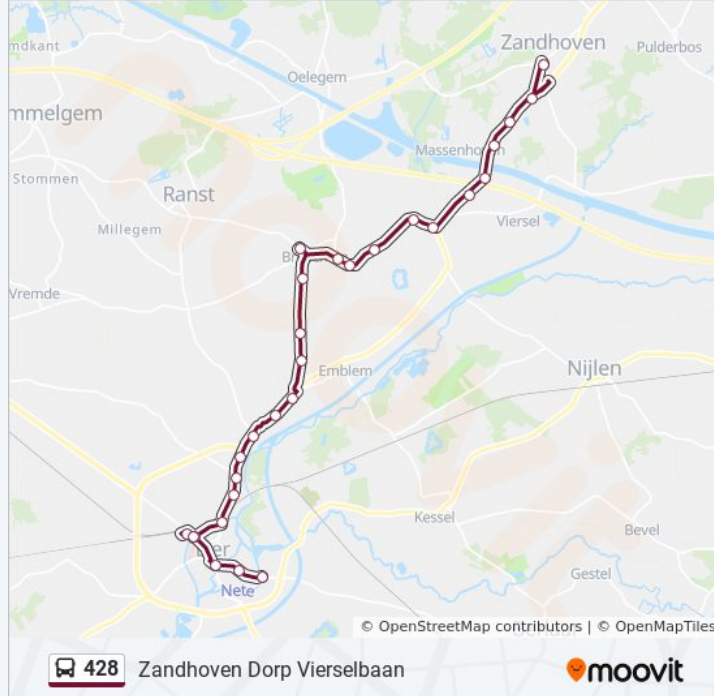 Zandhoven
Pulderbos
mdkant
Oelegem
mmelgem
Massenhoven
Stommen
Ranst
Viersel
Millegem
Vremde
Emblem
Nijlen
Kessel
Bevel
Gestel
Nete
© OpenStreetMap contributors | © OpenMapTiles
428 Zandhoven Dorp Vierselbaan
moovit